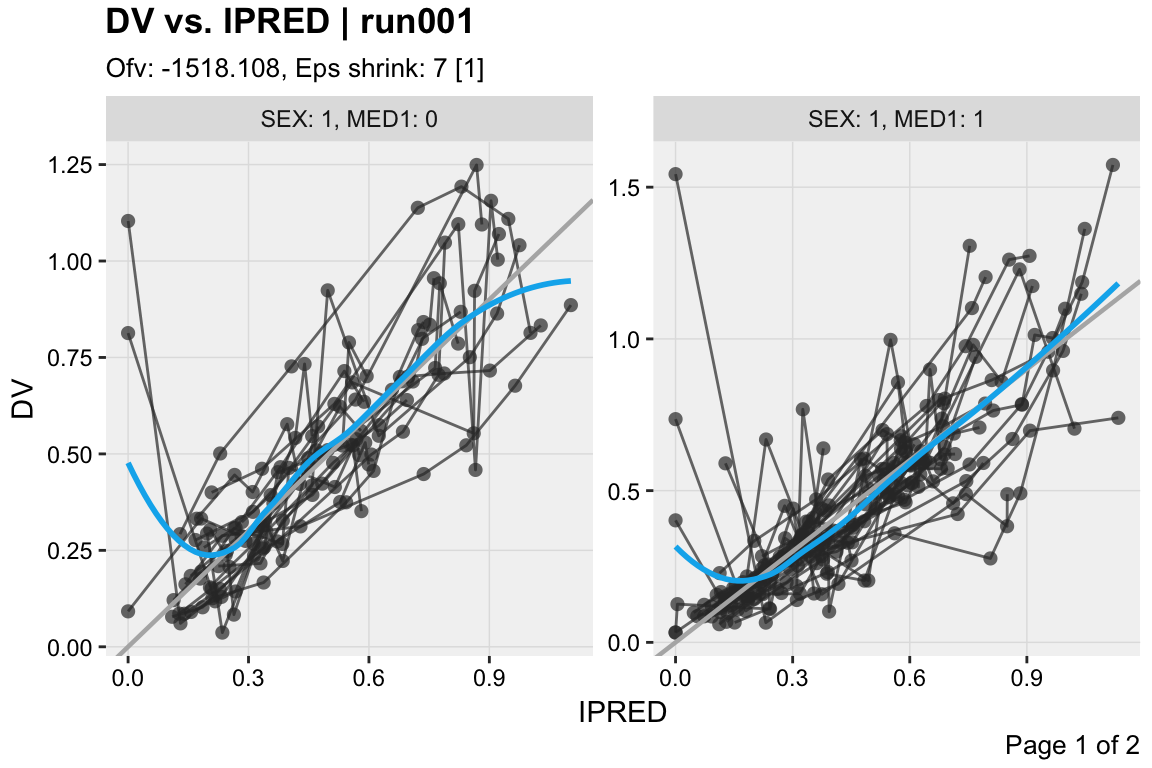 DV vs. IPRED | run001
Ofv: -1518.108, Eps shrink: 7 [1]
SEX: 1, MED1: 0
SEX: 1, MED1: 1
1.25
1.00
0.75
0.50
0.25
0.00
1.5
1.0
0.5
0.0
DV
0.0 0.3 0.6 0.9
0.0 0.3 0.6 0.9
IPRED
Page 1 of 2